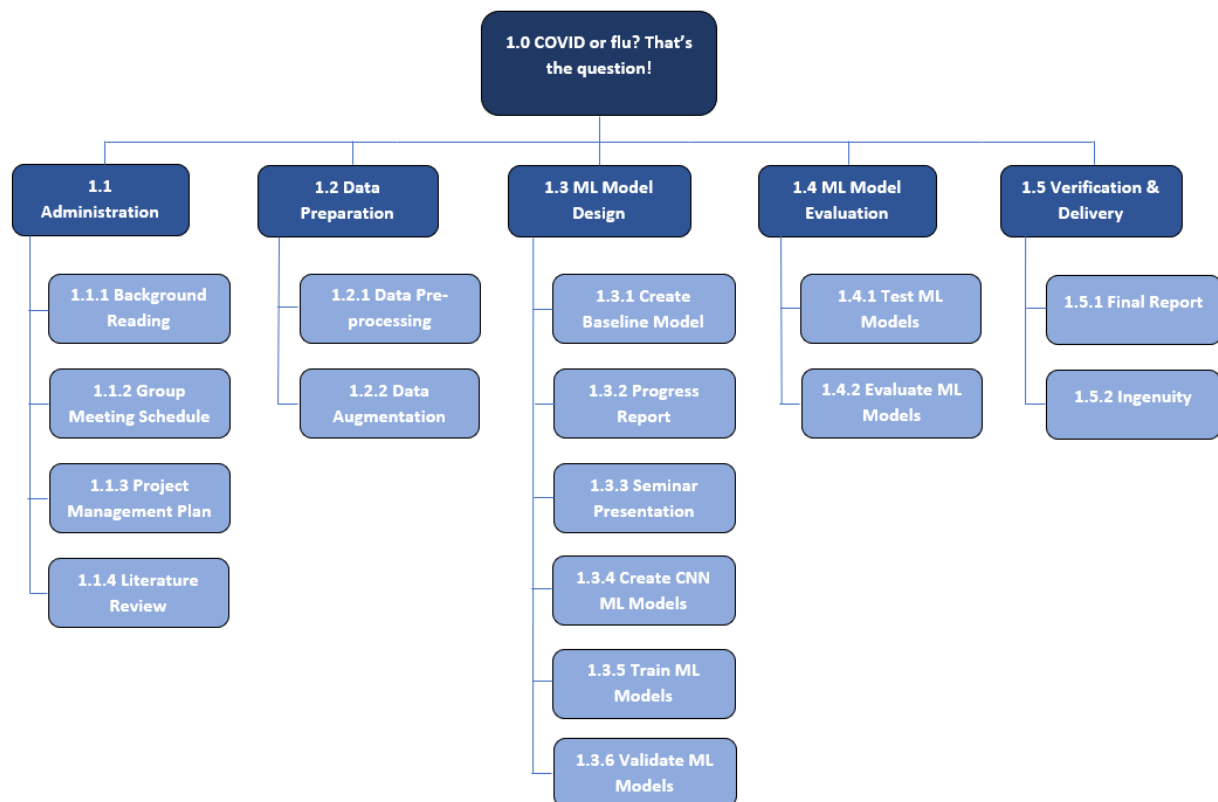 1.0 COVID or flu? That's
the question!
1.1
Administration
1.2 Data
Preparation
1.3 ML Model
Design
1.4 ML Model
Evaluation
1.5 Verification &
Delivery
1.1.1 Background
Reading
1.1.2 Group
Meeting Schedule
1.1.3 Project
Management Plan
1.1.4 Literature
Review
1.2.1 Data Pre-
processing
1.2.2 Data
Augmentation
1.3.1 Create
Baseline Model
1.3.2 Progress
Report
1.3.3 Seminar
Presentation
1.3.4 Create CNN
ML Models
1.3.5 Train ML
Models
1.3.6 Validate ML
Models
1.4.1 Test ML
Models
1.4.2 Evaluate ML
Models
1.5.1 Final Report
1.5.2 Ingenuity